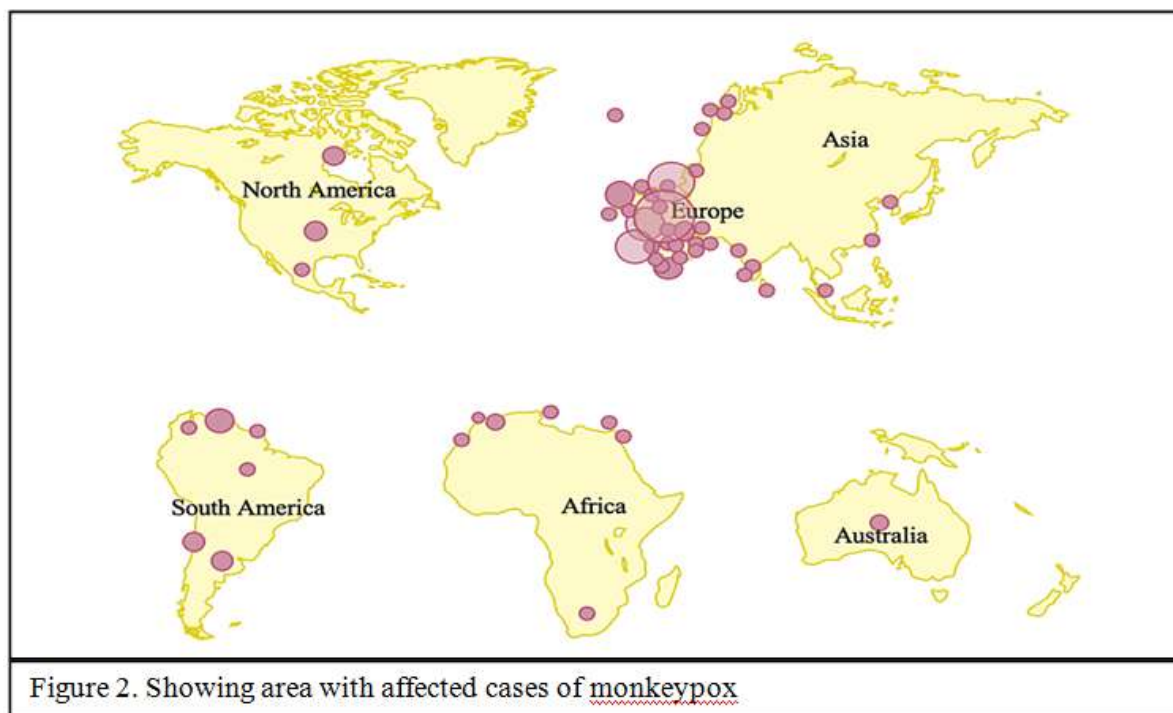 Asia
North America
Europe
South America
Africa
Australia
Figure 2. Showing area with affected cases of monkeypox